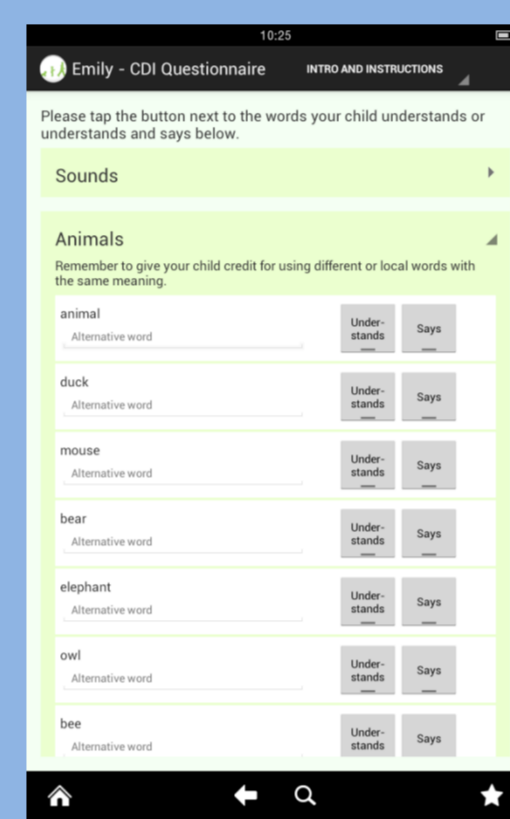 10:25
Emily - CDI Questionnaire INTRO AND INSTRUCTIONS
Please tap the button next to the words your child understands or
understands and says below.
Sounds
Animals
Remember to give your child credit for using different or local words with
the same meaning.
animal
Alternative word
Under-
stands
Says
duck
Alternative word
Under-
stands
Says
mouse
Alternative word
Under-
stands
Says
bear
Alternative word
Under-
stands
Says
elephant
Alternative word
Under-
stands
Says
owl
Alternative word
Under-
stands
Says
bee
Alternative word
Under-
stands
Says